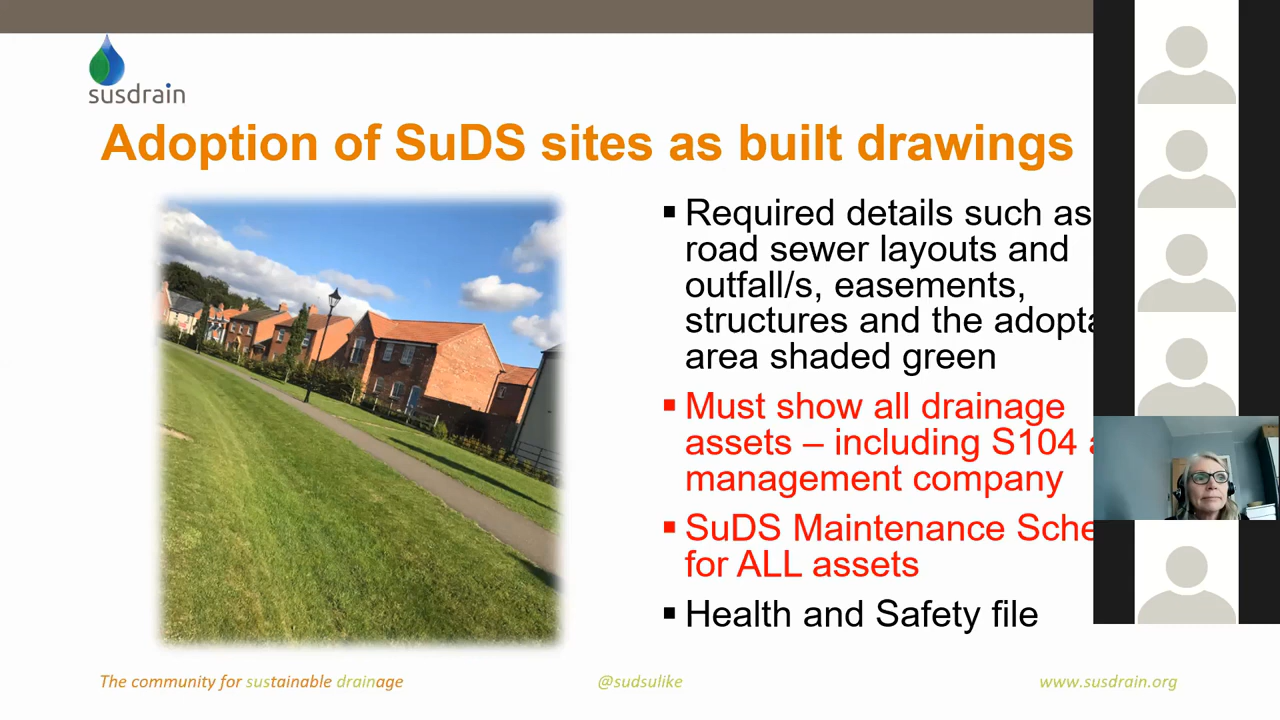 susdrain
Adoption of SuDS sites as built drawings
▪ Required details such as
road sewer layouts and
outfall/s, easements,
structures and the
area shaded green
▪ Must show all drainage
assets – including S104
management company
▪ SuDS Maintenance
for ALL assets
▪ Health and Safety file
The community for sustainable drainage
@sudsulike
www.susdrain.org